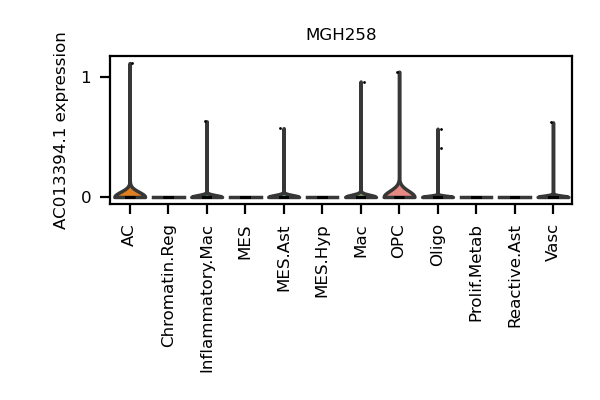 MGH258
AC013394.1 expression
1
0
AC
Chromatin.Reg
Inflammatory.Mac
MES
MES.Ast
MES.Hyp
Mac
OPC
Oligo
Prolif.Metab
Reactive.Ast
Vasc